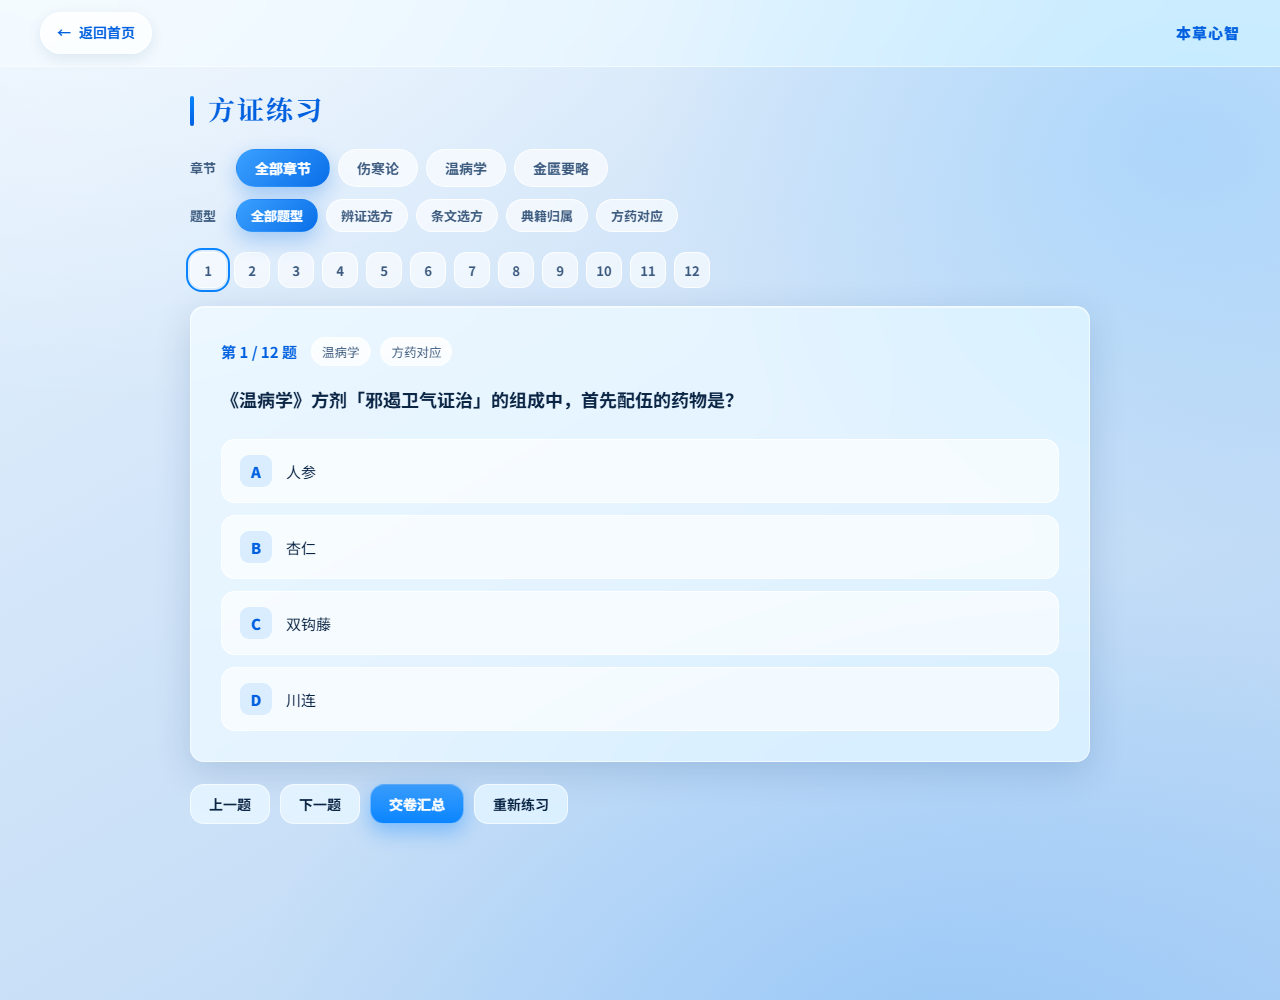 ← 返回首页
本草心智
方证练习
章节 全部章节 伤寒论 温病学 金匮要略
题型 全部题型 辨证选方 条文选方 典籍归属 方药对应
1 2 3 4 5 6 7 8 9 10 11 12
第 1 / 12 题 温病学 方药对应
《温病学》方剂「邪遏卫气证治」的组成中，首先配伍的药物是？
A 人参
B 杏仁
C 双钩藤
D 川连
上一题 下一题 交卷汇总 重新练习